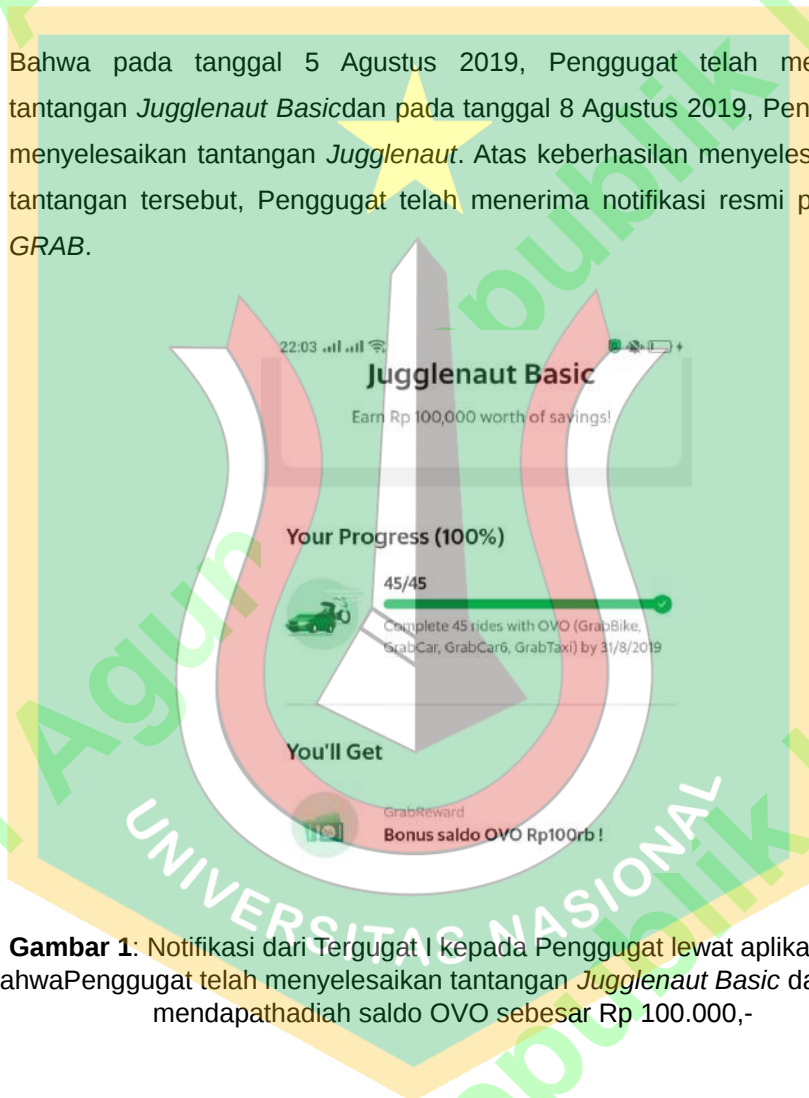 Bahwa pada tanggal 5 Agustus 2019, Penggugat telah me
tantangan Jugglenaut Basicdan pada tanggal 8 Agustus 2019, Pen
menyelesaikan tantangan Jugglenaut. Atas keberhasilan menyeles
tantangan tersebut, Penggugat telah menerima notifikasi resmi p
GRAB.
22:03
Jugglenaut Basic
Earn Rp 100,000 worth of savings!
Your Progress (100%)
45/45
Complete 45 rides with OVO (GrabBike,
GrabCar, GrabCar6, GrabTaxi) by 31/8/2019
You'll Get
GrabReward
Bonus saldo OVO Rp100rb !
UNIVERSITAS NASIONAL
Gambar 1: Notifikasi dari Tergugat I kepada Penggugat lewat aplika
ahwaPenggugat telah menyelesaikan tantangan Jugglenaut Basic da
mendapathadiah saldo OVO sebesar Rp 100.000,-
Agun
publik
epublik